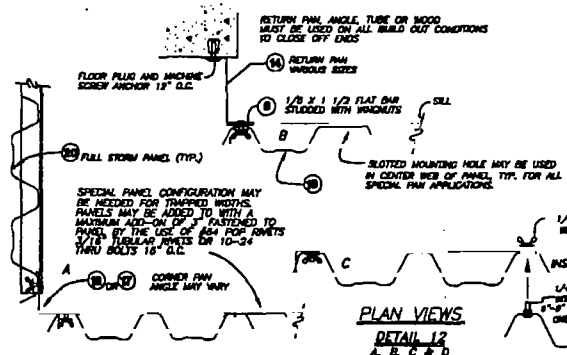 RETURN PAN, ANGLE, TUBE OR WOOD
MUST BE USED ON ALL BUILD OUT CONDITIONS
TO CLOSE OFF ENDS
14 RETURN PAN
VARIOUS SIZES
FLOOR PLUG AND MACHINE
SCREW ANCHOR 12" O.C.
1/8 X 1 1/2 FLAT BAR
STUDDED WITH WINGNUTS
SILL
B
20 FULL STORM PANEL (TYP.)
SLOTTED MOUNTING HOLE MAY BE USED
IN CENTER WEB OF PANEL, TYP. FOR ALL
SPECIAL PAN APPLICATIONS.
SPECIAL PANEL CONFIGURATION MAY
BE NEEDED FOR TRAPPED WIDTHS.
PANELS MAY BE ADDED TO WITH A
MAXIMUM ADD-ON OF 3" FASTENED TO
PANEL BY THE USE OF #64 POP RIVETS
3/16" TUBULAR RIVETS OR 10-24
THRU BOLTS 16" O.C.
A
OR 17 CORNER PAN
ANGLE MAY VARY
C
INS
PLAN VIEWS
DETAIL 12
A, B, C & D